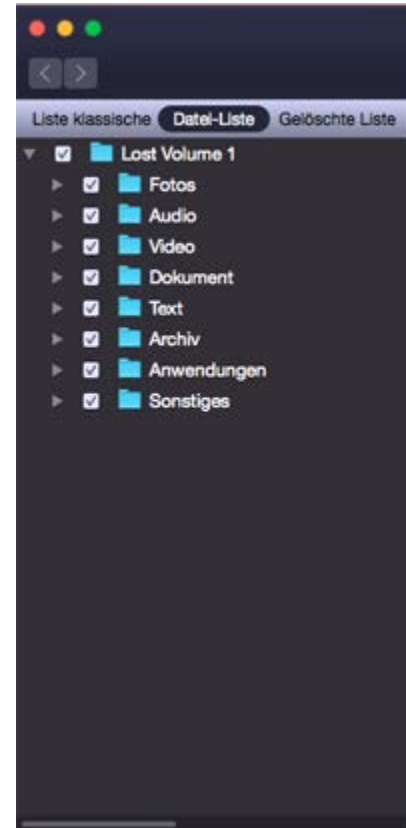 Liste klassische Datei-Liste Gelöschte Liste
Lost Volume 1
Fotos
Audio
Video
Dokument
Text
Archiv
Anwendungen
Sonstiges